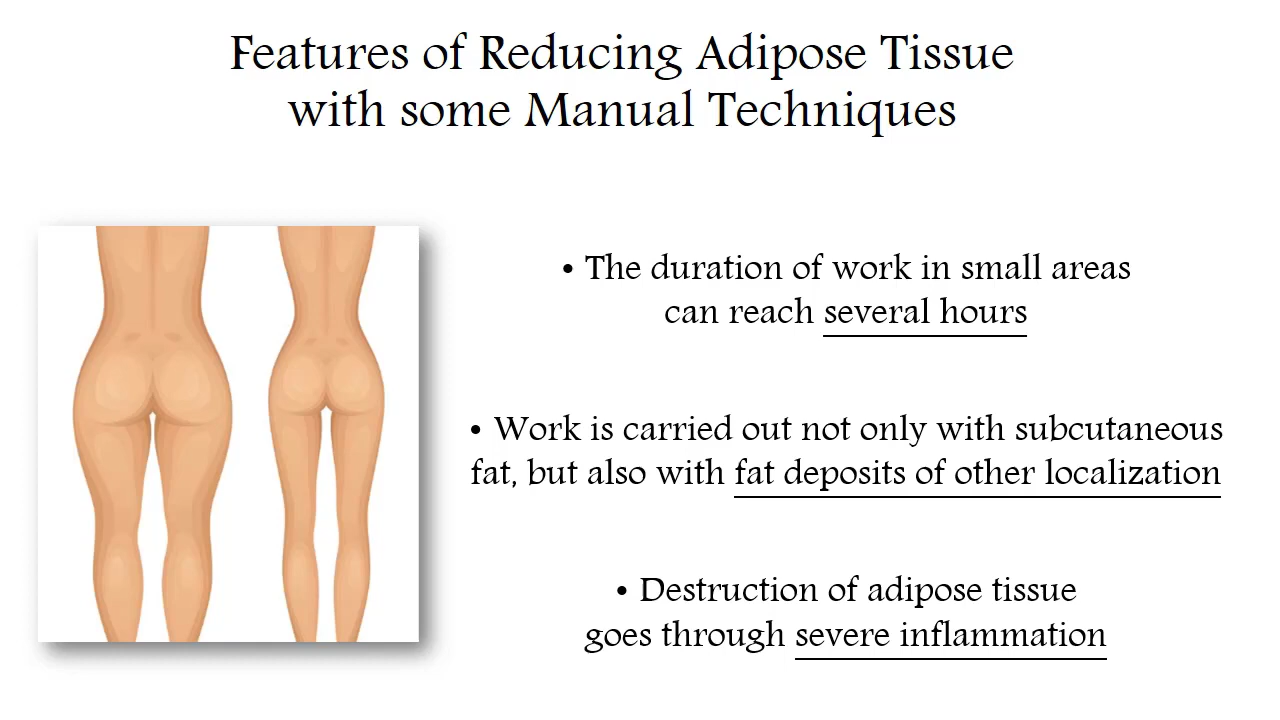 Features of Reducing Adipose Tissue
with some Manual Techniques
• The duration of work in small areas
can reach several hours
• Work is carried out not only with subcutaneous
fat, but also with fat deposits of other localization
• Destruction of adipose tissue
goes through severe inflammation